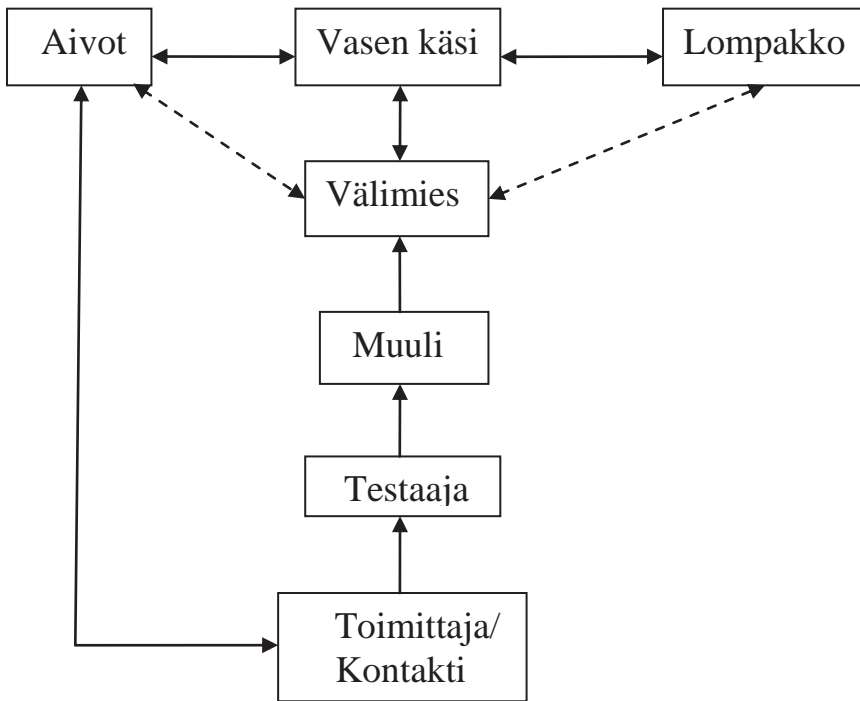 Aivot
Vasen käsi
Lompakko
Välimies
Muuli
Testaaja
Toimittaja/
Kontakti